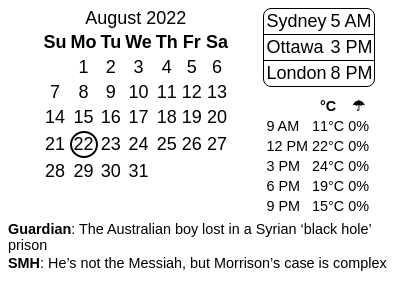 August 2022
Su Mo Tu We Th Fr Sa
1 2 3 4 5 6
7 8 9 10 11 12 13
14 15 16 17 18 19 20
21 22 23 24 25 26 27
28 29 30 31
Sydney 5 AM
Ottawa 3 PM
London 8 PM
°C ☂
9 AM 11°C 0%
12 PM 22°C 0%
3 PM 24°C 0%
6 PM 19°C 0%
9 PM 15°C 0%
Guardian: The Australian boy lost in a Syrian ‘black hole’
prison
SMH: He’s not the Messiah, but Morrison’s case is complex